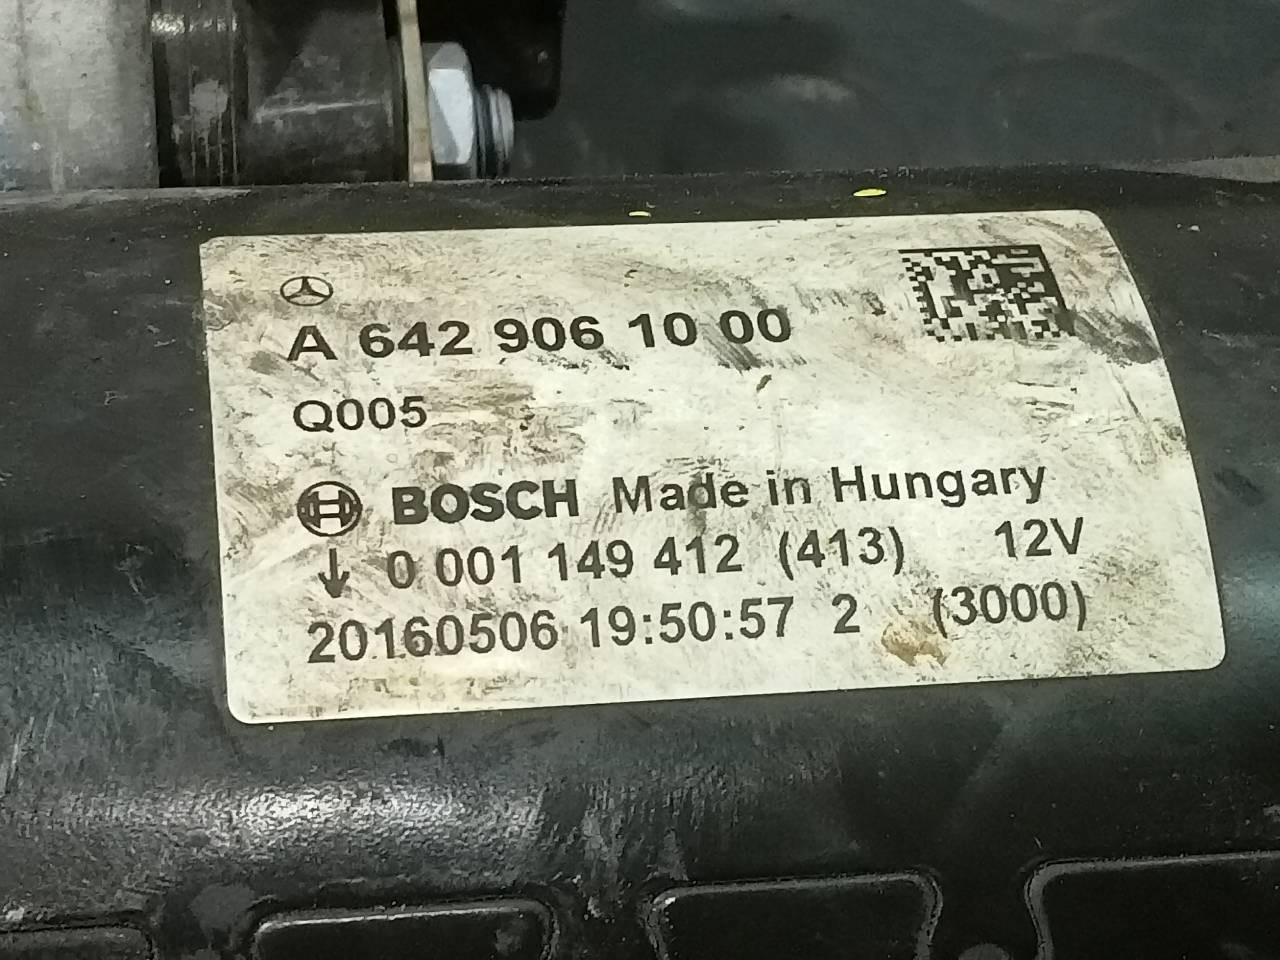 A 642 906 10 00
Q005
BOSCH Made in Hungary
↓ 0 001 149 412 (413) 12V
20160506 19:50:57 2 (3000)